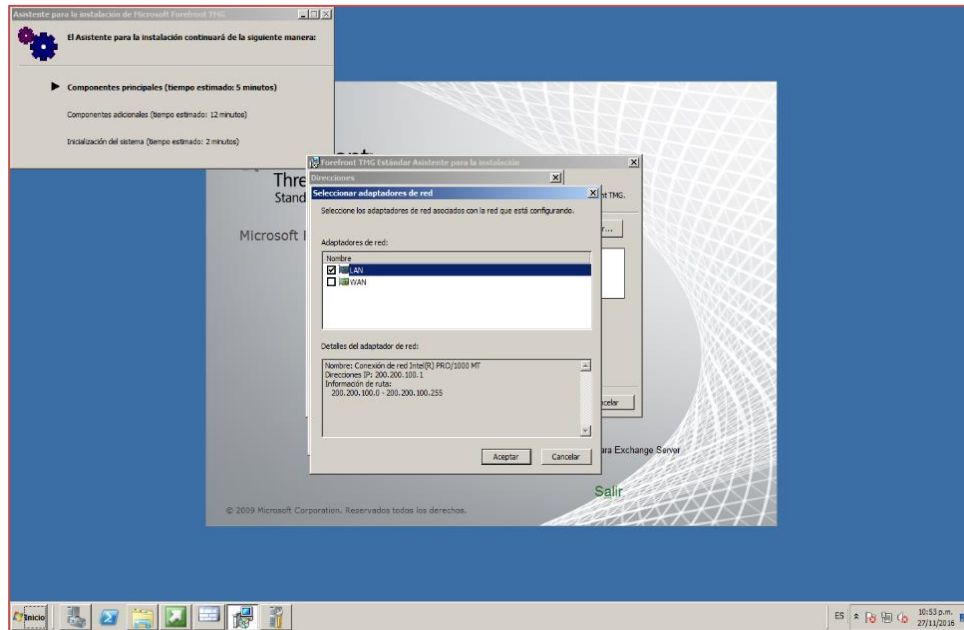 Asistente para la instalación de Microsoft Forefront TMG
El Asistente para la instalación continuará de la siguiente manera:
Componentes principales (tiempo estimado: 5 minutos)
Componentes adicionales (tiempo estimado: 12 minutos)
Inicialización del sistema (tiempo estimado: 2 minutos)
Thre
Stand
Microsoft
Forefront TMG Estándar Asistente para la instalación
Direcciones
nt TMG.
r...
Seleccionar adaptadores de red
Seleccione los adaptadores de red asociados con la red que está configurando.
Adaptadores de red:
Nombre
LAN
WAN
Detalles del adaptador de red:
Nombre: Conexión de red Intel(R) PRO/1000 MT
Direcciones IP: 200.200.100.1
Información de ruta:
200.200.100.0 - 200.200.100.255
Aceptar
Cancelar
ncelar
ara Exchange Server
Salir
© 2009 Microsoft Corporation. Reservados todos los derechos.
Inicio
ES
10:53 p.m.
27/11/2016